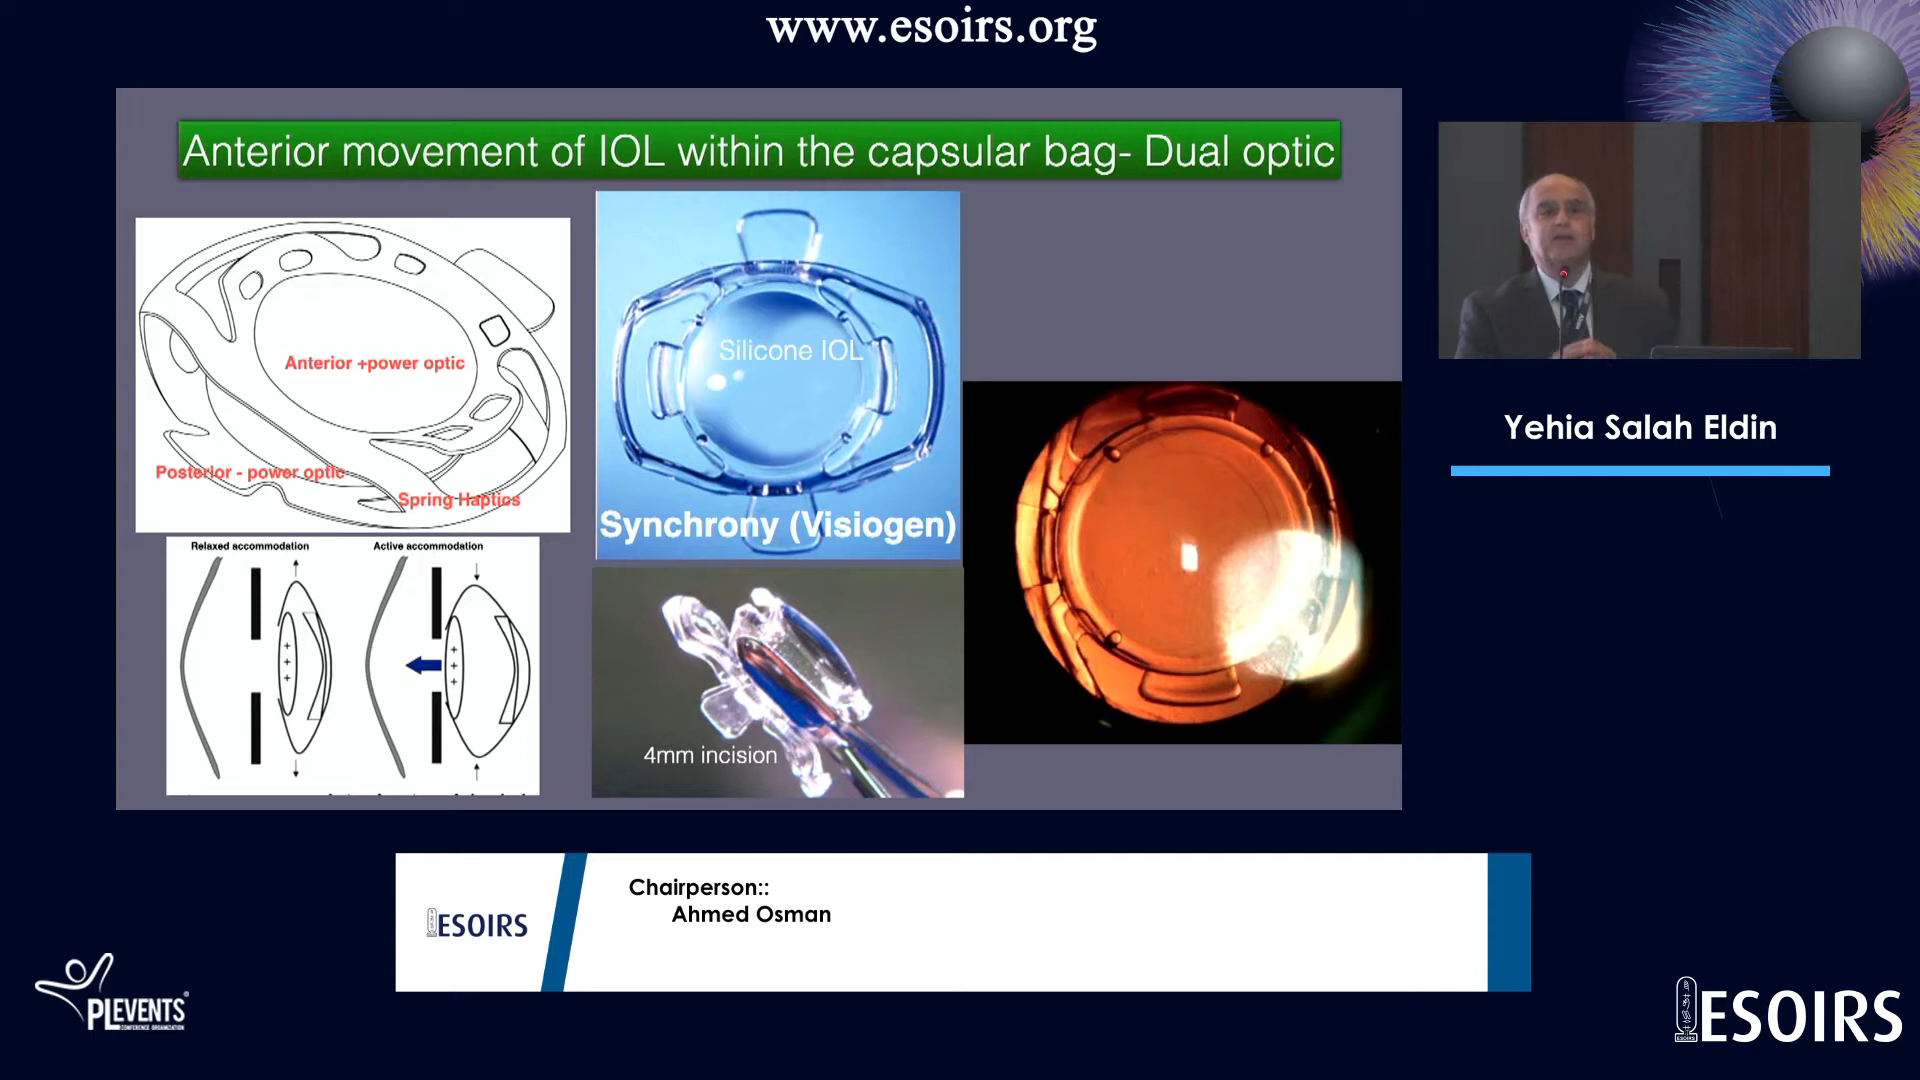 www.esoirs.org
Anterior movement of IOL within the capsular bag- Dual optic
Anterior +power optic
Posterior - power optic
Spring Haptics
Silicone IOL
Synchrony (Visiogen)
Relaxed accommodation
Active accommodation
+
+
+
+
+
+
4mm incision
Yehia Salah Eldin
ESOIRS
Chairperson::
Ahmed Osman
PLEVENTS
CONFERENCE ORGANIZATION
ESOIRS